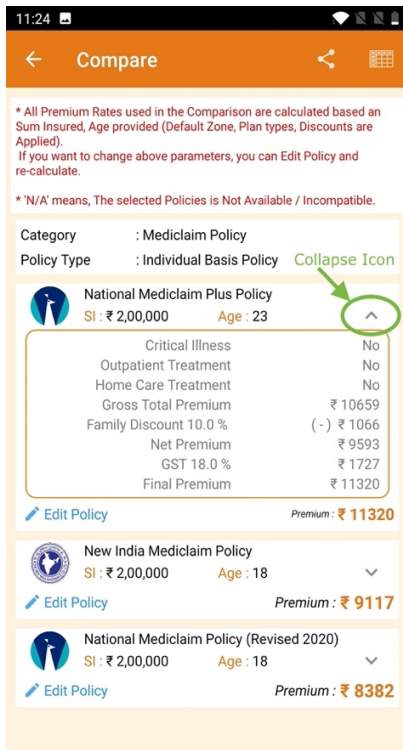 11:24
Compare
* All Premium Rates used in the Comparison are calculated based an
Sum Insured, Age provided (Default Zone, Plan types, Discounts are
Applied).
If you want to change above parameters, you can Edit Policy and
re-calculate.
* 'N/A' means, The selected Policies is Not Available / Incompatible.
Category : Mediclaim Policy
Policy Type : Individual Basis Policy
Collapse Icon
National Mediclaim Plus Policy
SI : ₹ 2,00,000 Age : 23
Critical Illness No
Outpatient Treatment No
Home Care Treatment No
Gross Total Premium ₹ 10659
Family Discount 10.0 % ( - ) ₹ 1066
Net Premium ₹ 9593
GST 18.0 % ₹ 1727
Final Premium ₹ 11320
Edit Policy Premium : ₹ 11320
New India Mediclaim Policy
SI : ₹ 2,00,000 Age : 18
Edit Policy Premium : ₹ 9117
National Mediclaim Policy (Revised 2020)
SI : ₹ 2,00,000 Age : 18
Edit Policy Premium : ₹ 8382